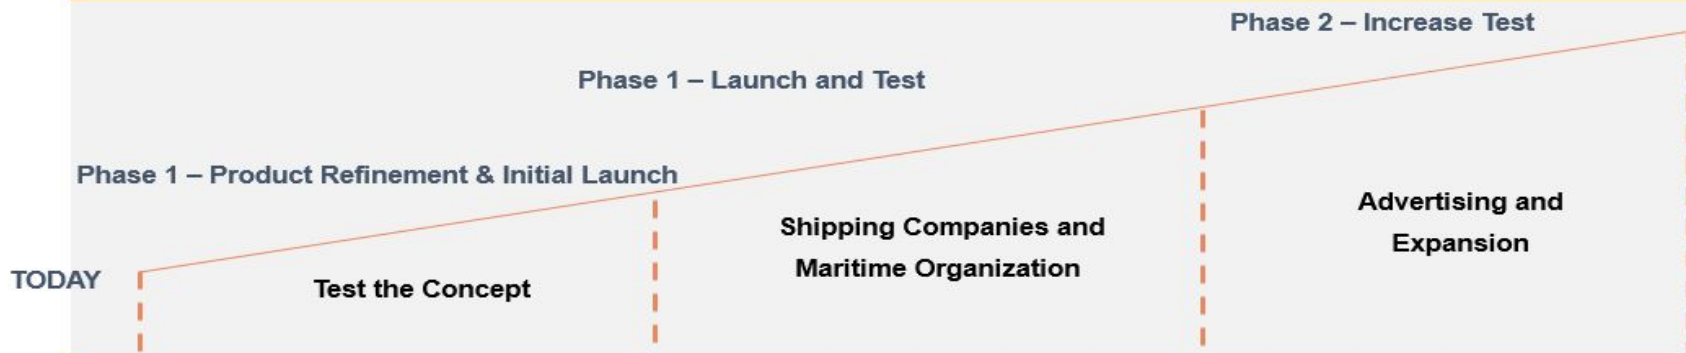 Phase 2 – Increase Test
Phase 1 – Launch and Test
Phase 1 – Product Refinement & Initial Launch
TODAY
Test the Concept
Shipping Companies and
Maritime Organization
Advertising and
Expansion